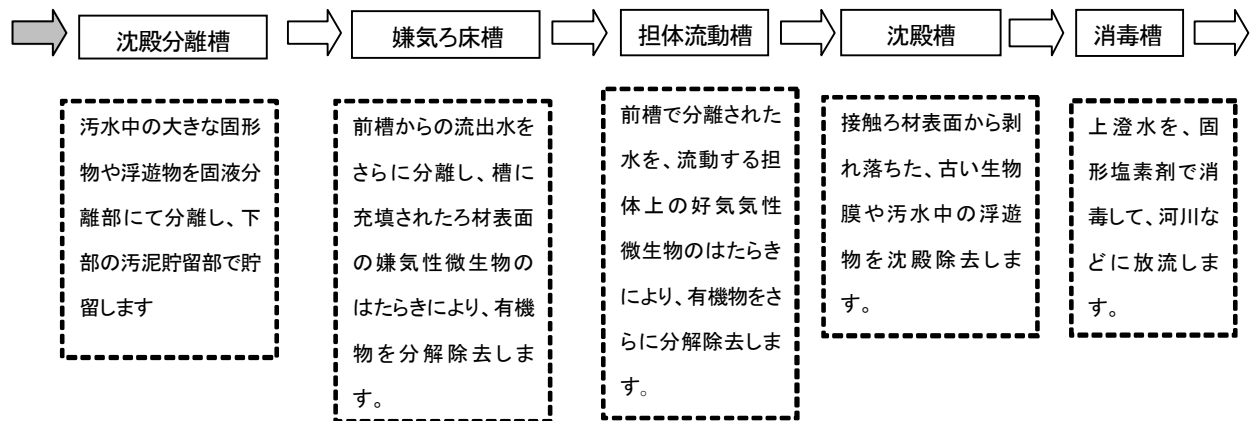 沈殿分離槽
嫌気ろ床槽
担体流動槽
沈殿槽
消毒槽
汚水中の大きな固形
物や浮遊物を固液分
離部にて分離し、下
部の汚泥貯留部で貯
留します
前槽からの流出水を
さらに分離し、槽に
充填されたろ材表面
の嫌気性微生物の
はたらきにより、有機
物を分解除去しま
す。
前槽で分離された
水を、流動する担
体上の好気気性
微生物のはたらき
により、有機物をさ
らに分解除去しま
す。
接触ろ材表面から剥
れ落ちた、古い生物
膜や汚水中の浮遊
物を沈殿除去しま
す。
上澄水を、固
形塩素剤で消
毒して、河川な
どに放流しま
す。